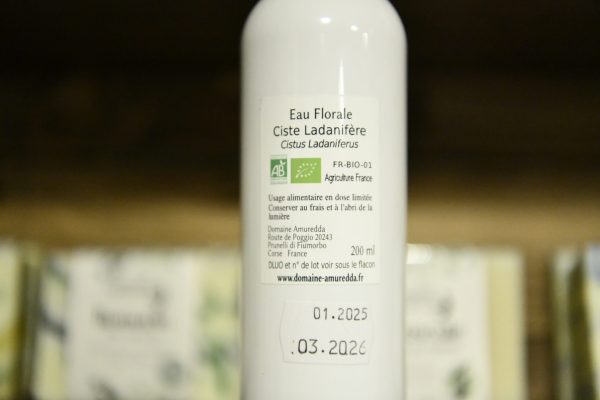 Eau Florale
Ciste Ladanifère
Cistus Ladaniferus
AB
FR-BIO-01
Agriculture France
Usage alimentaire en dose limitée
Conserver au frais et à l'abri de la
lumière
Domaine Amuredda
Route de Poggio 20243
Prunelli di Fiumorbo
Corse France
200 ml
DLUO et n° de lot voir sous le flacon
www.domaine-amuredda.fr
01.2025
03.2026